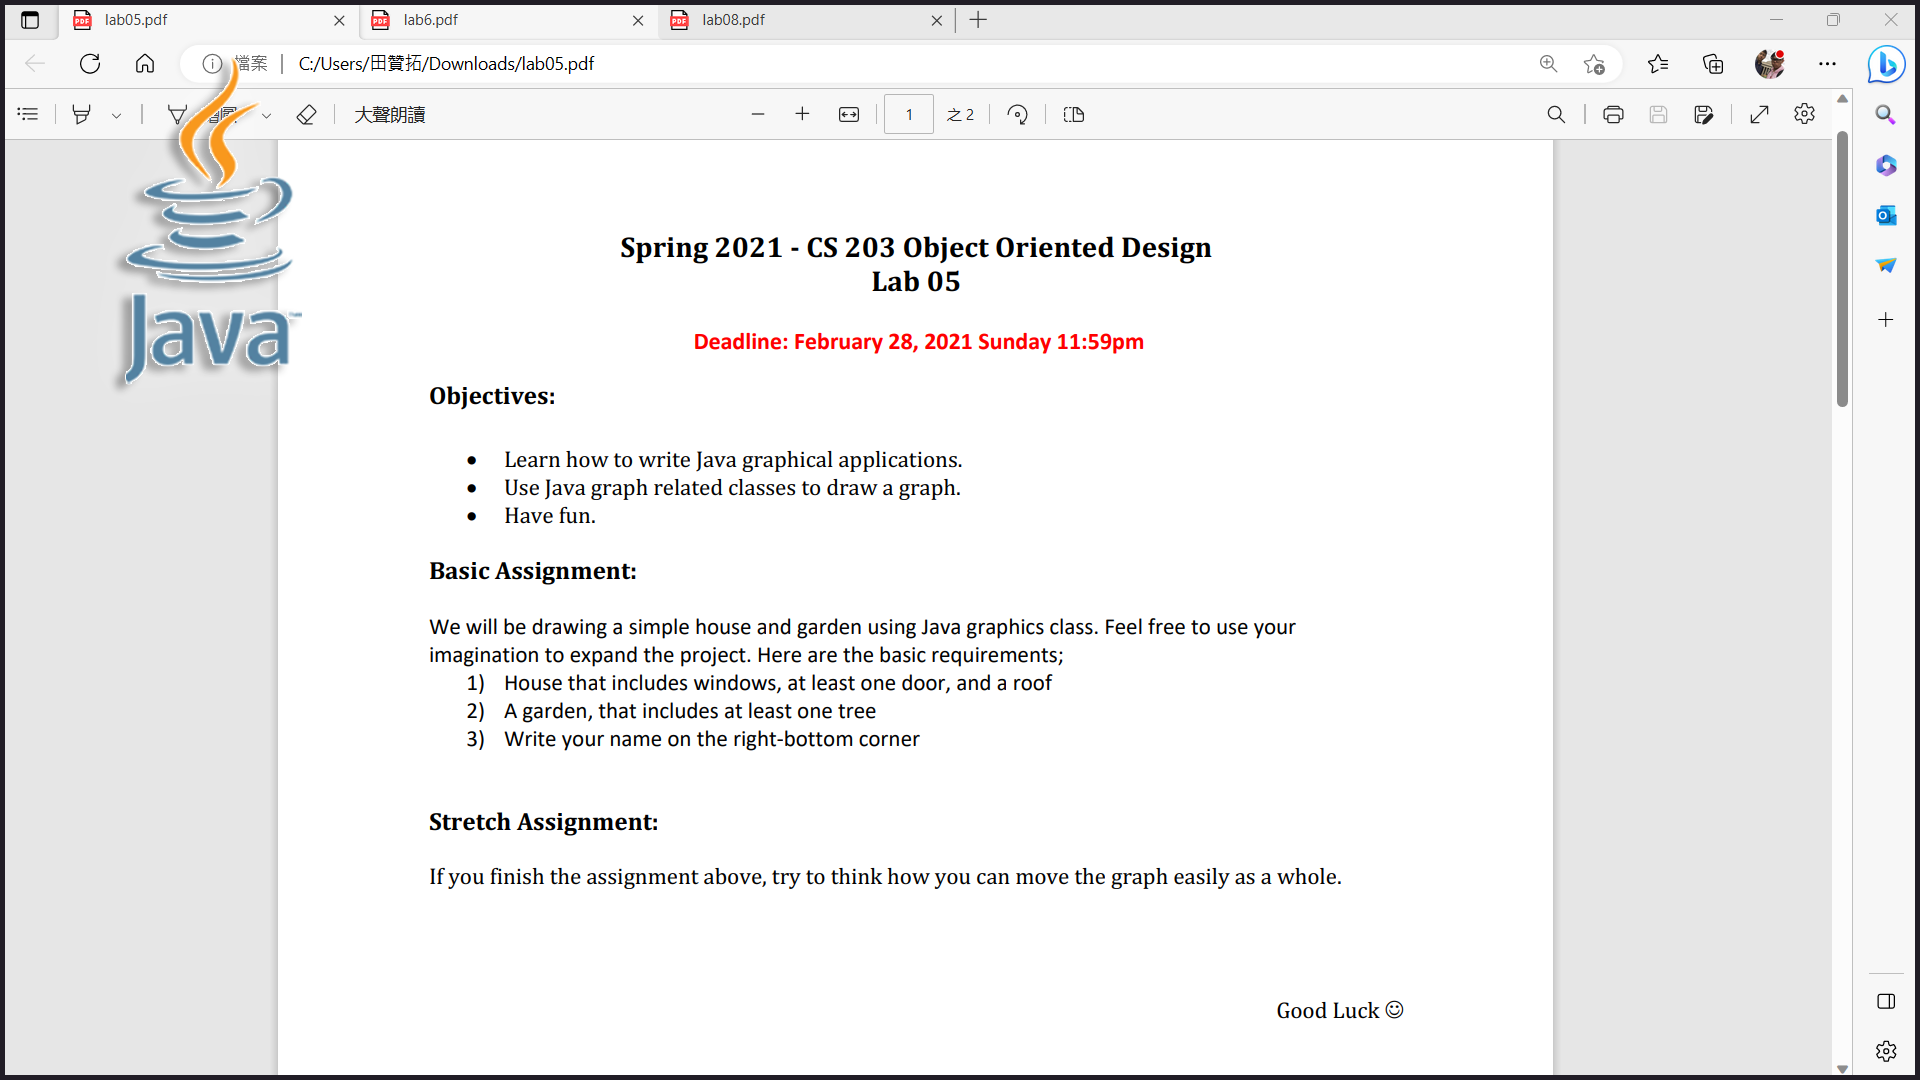 lab05.pdf
lab6.pdf
lab08.pdf
檔案
C:/Users/田贊拓/Downloads/lab05.pdf
大聲朗讀
1
之 2
Java
Spring 2021 - CS 203 Object Oriented Design
Lab 05
Deadline: February 28, 2021 Sunday 11:59pm
Objectives:
• Learn how to write Java graphical applications.
• Use Java graph related classes to draw a graph.
• Have fun.
Basic Assignment:
We will be drawing a simple house and garden using Java graphics class. Feel free to use your
imagination to expand the project. Here are the basic requirements;
1) House that includes windows, at least one door, and a roof
2) A garden, that includes at least one tree
3) Write your name on the right-bottom corner
Stretch Assignment:
If you finish the assignment above, try to think how you can move the graph easily as a whole.
Good Luck ☺